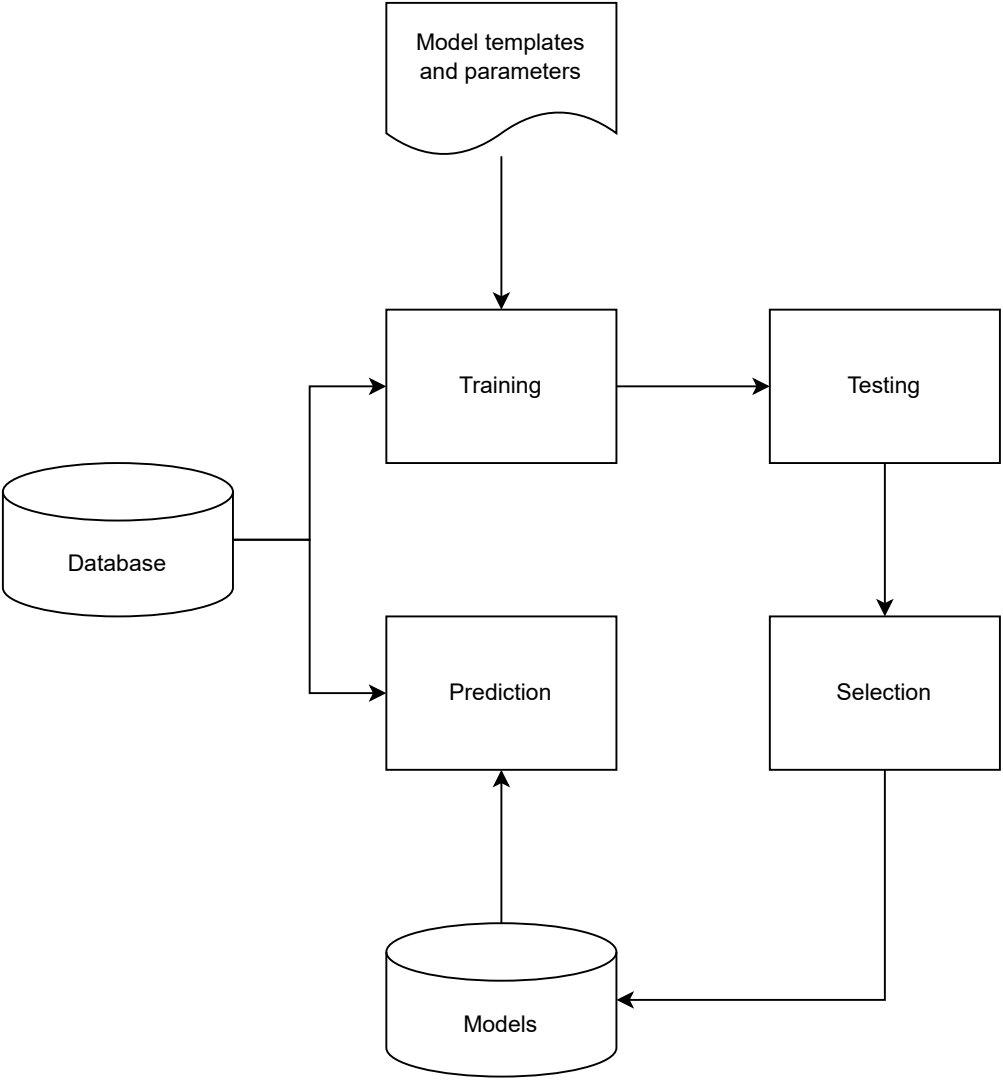 Model templates
and parameters
Training
Testing
Database
Prediction
Selection
Models